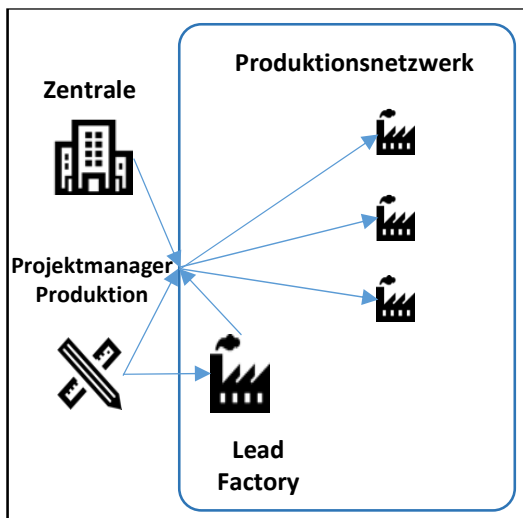 Produktionsnetzwerk
Zentrale
Projektmanager
Produktion
Lead
Factory